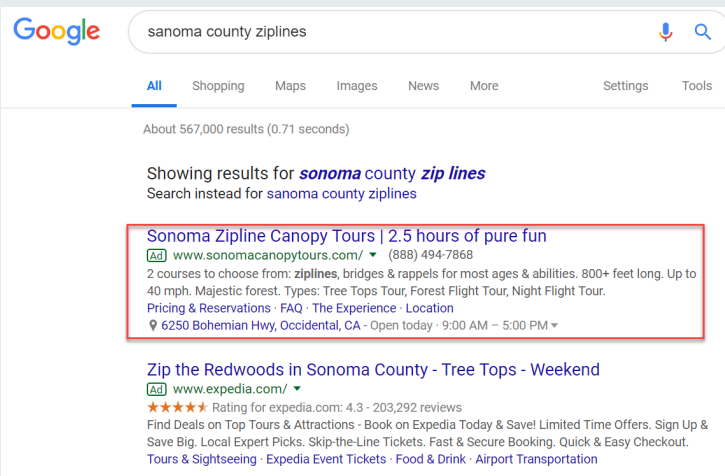 Google
sanoma county ziplines
All Shopping Maps Images News More Settings Tools
About 567,000 results (0.71 seconds)
Showing results for sonoma county zip lines
Search instead for sanoma county ziplines
Sonoma Zipline Canopy Tours | 2.5 hours of pure fun
Ad www.sonomacanopytours.com/ (888) 494-7868
2 courses to choose from: ziplines, bridges & rappels for most ages & abilities. 800+ feet long. Up to
40 mph. Majestic forest. Types: Tree Tops Tour, Forest Flight Tour, Night Flight Tour.
Pricing & Reservations · FAQ · The Experience · Location
6250 Bohemian Hwy, Occidental, CA - Open today · 9:00 AM – 5:00 PM
Zip the Redwoods in Sonoma County - Tree Tops - Weekend
Ad www.expedia.com/
Rating for expedia.com: 4.3 - 203,292 reviews
Find Deals on Top Tours & Attractions - Book on Expedia Today & Save! Limited Time Offers. Sign Up &
Save Big. Local Expert Picks. Skip-the-Line Tickets. Fast & Secure Booking. Quick & Easy Checkout.
Tours & Sightseeing · Expedia Event Tickets · Food & Drink · Airport Transportation